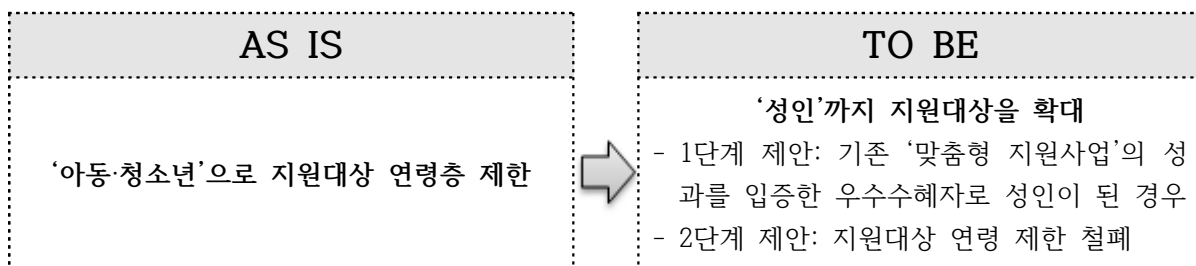 AS IS
‘아동·청소년’으로 지원대상 연령층 제한
TO BE
‘성인’까지 지원대상을 확대
- 1단계 제안: 기존 ‘맞춤형 지원사업’의 성
과를 입증한 우수수혜자로 성인이 된 경우
- 2단계 제안: 지원대상 연령 제한 철폐